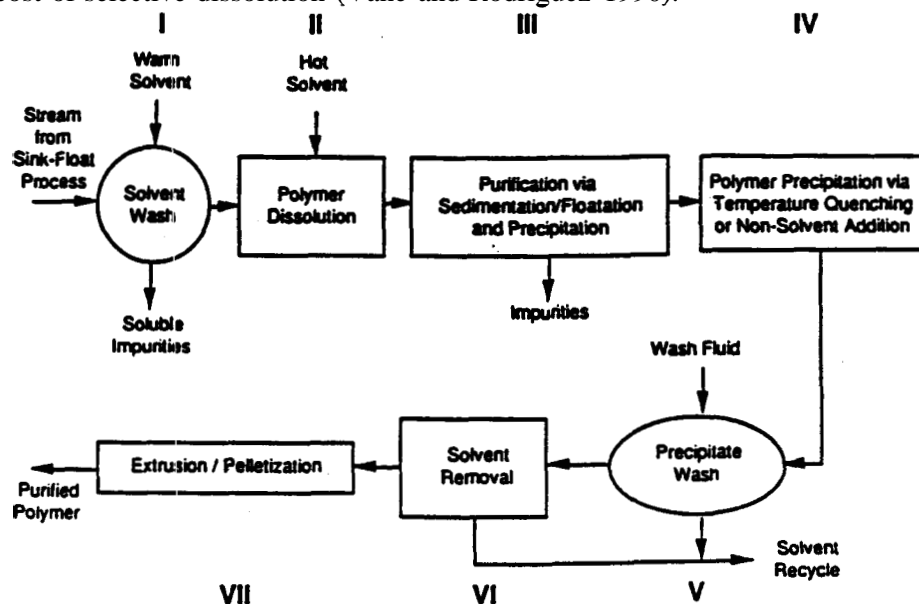 cost of selective dissolution (Vane and Rodriguez 1990).
I
II
III
IV
Warm
Solvent
Hot
Solvent
Stream
from
Sink-Float
Process
Solvent
Wash
Polymer
Dissolution
Purification via
Sedimentation/Floatation
and Precipitation
Polymer Precipitation via
Temperature Quenching
or Non-Solvent Addition
Soluble
Impurities
Impurities
Wash Fluid
Extrusion / Pelletization
Solvent
Removal
Precipitate
Wash
Purified
Polymer
Solvent
Recycle
VII
VI
V